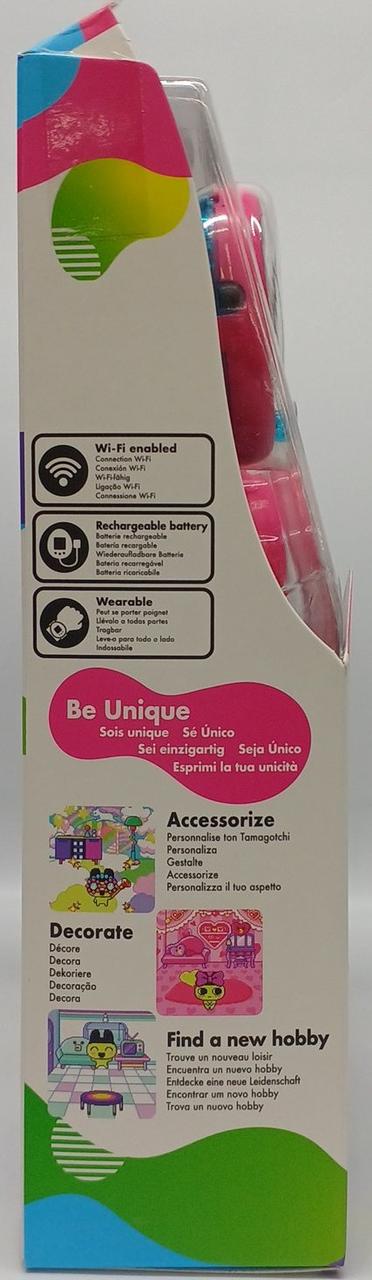 Wi-Fi enabled
Connection Wi-Fi
Conexión Wi-Fi
Wi-Fi-fähig
Ligação Wi-Fi
Connessione Wi-Fi
Rechargeable battery
Batterie rechargeable
Batería recargable
Wiederaufladbare Batterie
Bateria recarregável
Batteria ricaricabile
Wearable
Peut se porter poignet
Llévalo a todas partes
Tragbar
Leve-o para todo o lado
Indossabile
Be Unique
Sois unique Sé Único
Sei einzigartig Seja Único
Esprimi la tua unicità
Accessorize
Personnalise ton Tamagotchi
Personaliza
Gestalte
Accessorize
Personalizza il tuo aspetto
Decorate
Décore
Decora
Dekoriere
Decoração
Decora
Find a new hobby
Trouve un nouveau loisir
Encuentra un nuevo hobby
Entdecke eine neue Leidenschaft
Encontrar um novo hobby
Trova un nuovo hobby